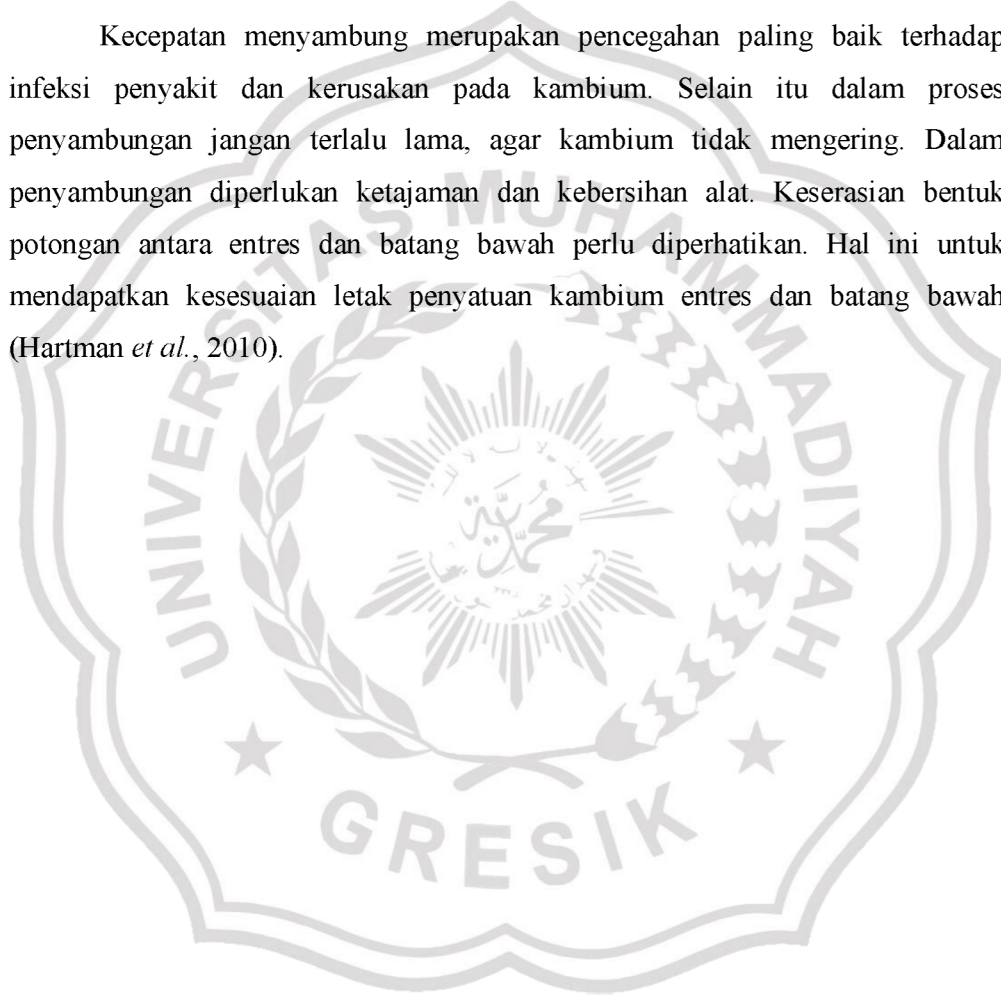 Kecepatan menyambung merupakan pencegahan paling baik terhadap
infeksi penyakit dan kerusakan pada kambium. Selain itu dalam proses
penyambungan jangan terlalu lama, agar kambium tidak mengering. Dalam
penyambungan diperlukan ketajaman dan kebersihan alat. Keserasian bentuk
potongan antara entres dan batang bawah perlu diperhatikan. Hal ini untuk
mendapatkan kesesuaian letak penyatuan kambium entres dan batang bawah
(Hartman et al., 2010).
UNIVERSITAS MUHAMMADIYAH
GRESIK